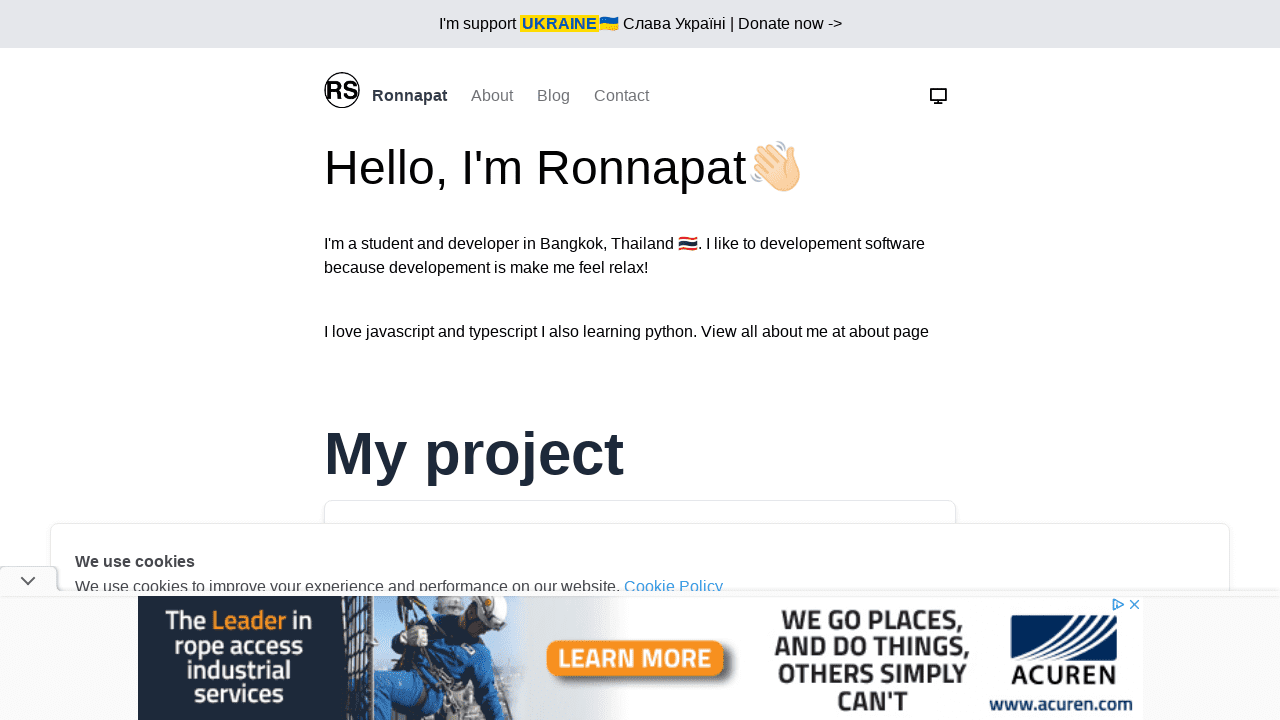 I'm support UKRAINE🇺🇦 Слава Україні | Donate now ->
RS Ronnapat About Blog Contact
Hello, I'm Ronnapat👋🏻
I'm a student and developer in Bangkok, Thailand 🇹🇭. I like to developement software
because developement is make me feel relax!
I love javascript and typescript I also learning python. View all about me at about page
My project
We use cookies
We use cookies to improve your experience and performance on our website. Cookie Policy
The Leader in
rope access
industrial
services
LEARN MORE
WE GO PLACES,
AND DO THINGS,
OTHERS SIMPLY
CAN'T
ACUREN
www.acuren.com